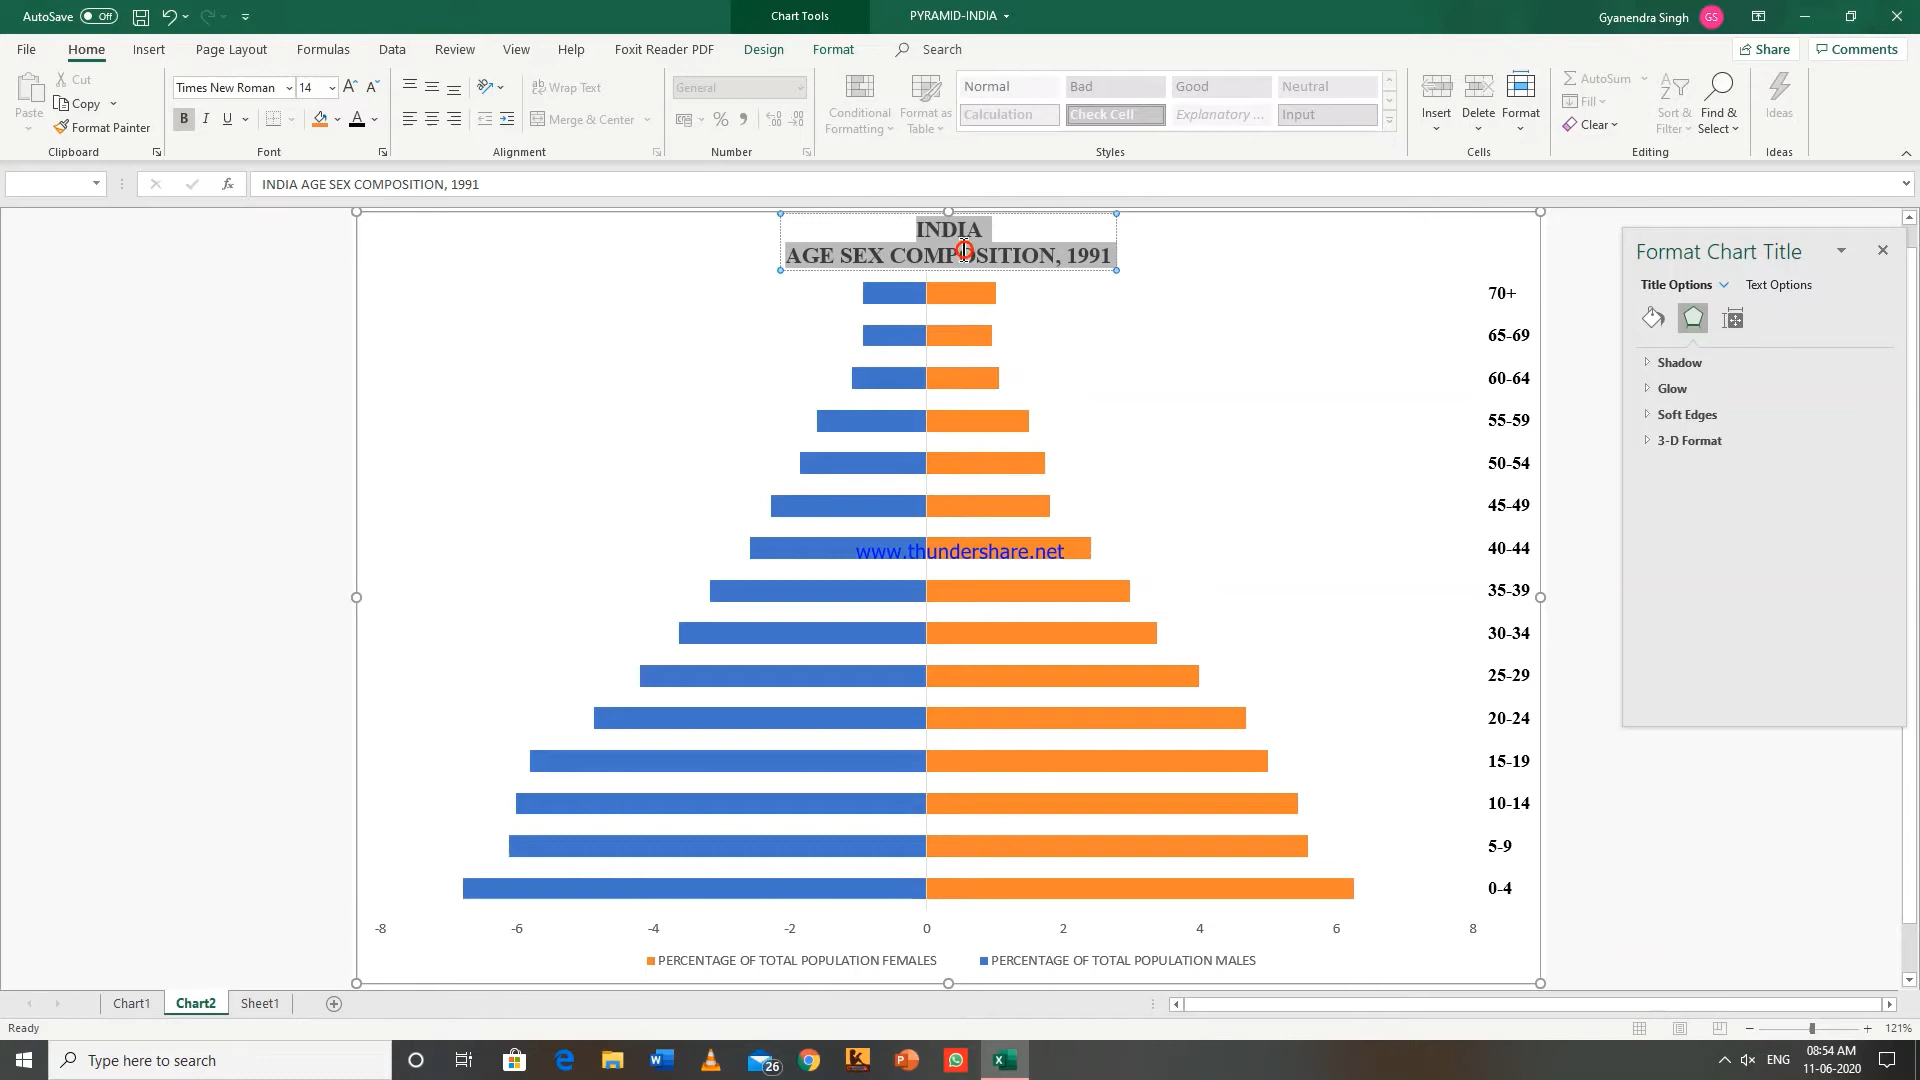 AutoSave Off
Chart Tools
PYRAMID-INDIA
Gyanendra Singh GS
File Home Insert Page Layout Formulas Data Review View Help Foxit Reader PDF Design Format Search Share Comments
Paste
Cut
Copy
Format Painter
Clipboard
Times New Roman 14
B I U
Font
Wrap Text
Merge & Center
Alignment
General
Number
Conditional Formatting
Format as Table
Normal Bad Good Neutral
Calculation Check Cell Explanatory ... Input
Styles
Insert Delete Format
Cells
AutoSum
Fill
Clear
Sort & Filter
Find & Select
Editing
Ideas
Ideas
fx INDIA AGE SEX COMPOSITION, 1991
INDIA
AGE SEX COMPOSITION, 1991
70+
65-69
60-64
55-59
50-54
45-49
40-44
www.thundershare.net
35-39
30-34
25-29
20-24
15-19
10-14
5-9
0-4
-8 -6 -4 -2 0 2 4 6 8
PERCENTAGE OF TOTAL POPULATION FEMALES PERCENTAGE OF TOTAL POPULATION MALES
Format Chart Title
Title Options Text Options
Shadow
Glow
Soft Edges
3-D Format
Chart1 Chart2 Sheet1
Ready
121%
Type here to search
26
ENG
08:54 AM
11-06-2020